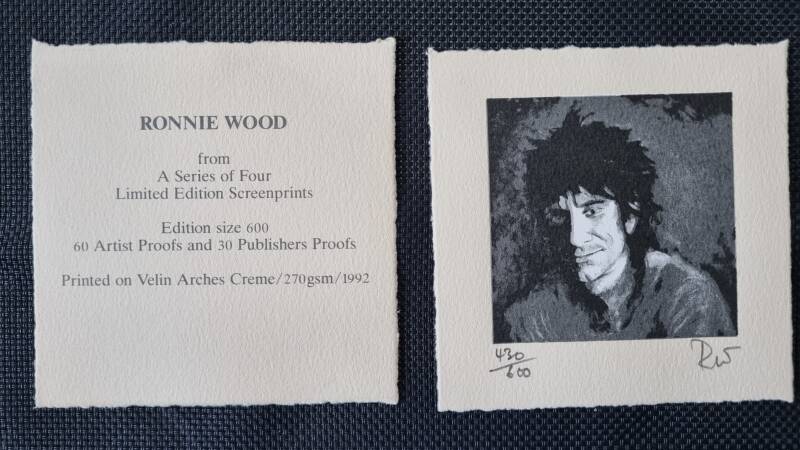 RONNIE WOOD
from
A Series of Four
Limited Edition Screenprints
Edition size 600
60 Artist Proofs and 30 Publishers Proofs
Printed on Velin Arches Creme/270gsm/1992
430/600
RW